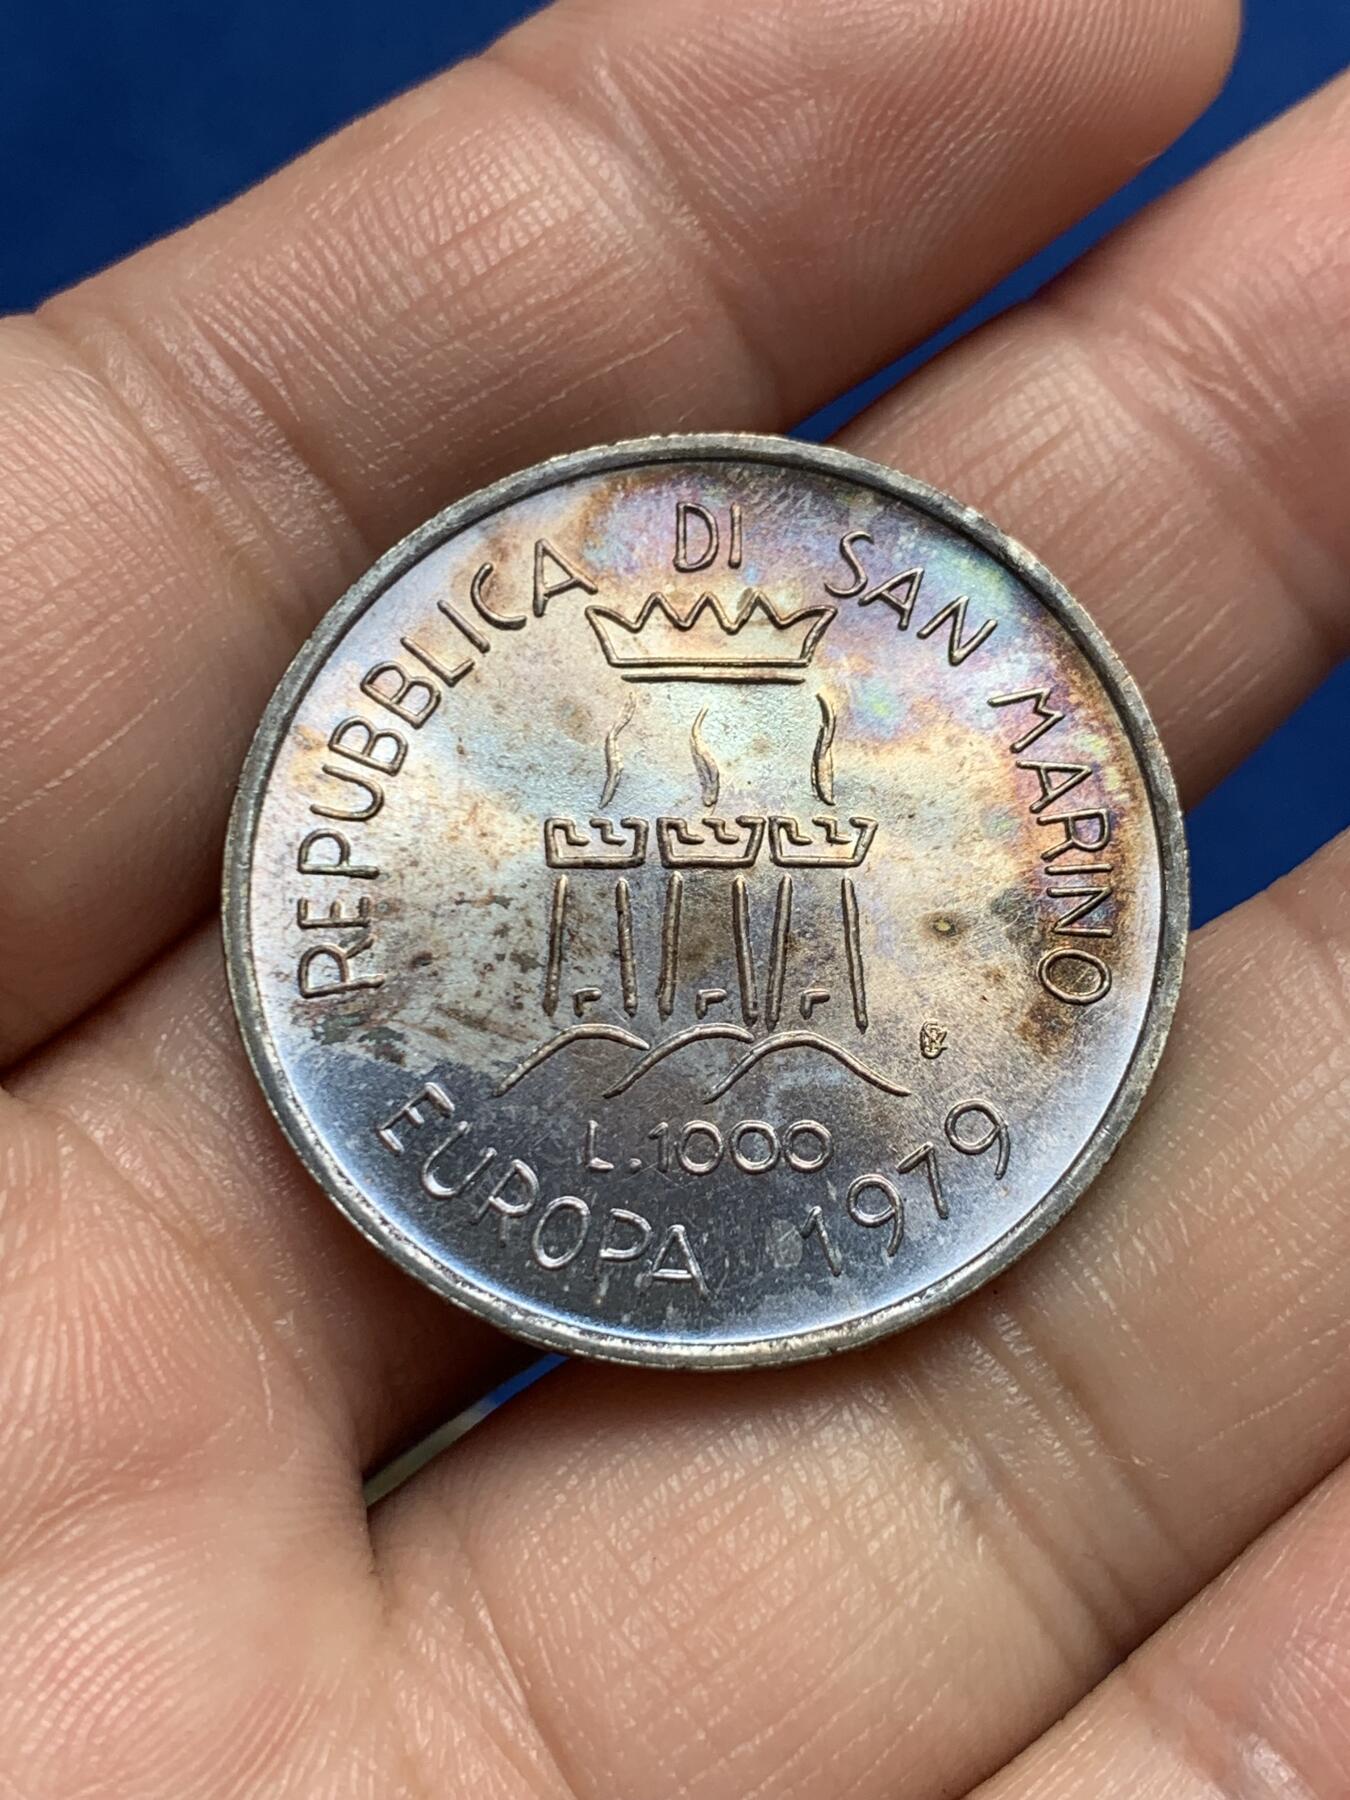 REPUBBLICA DI SAN MARINO
L.1000
EUROPA 1979